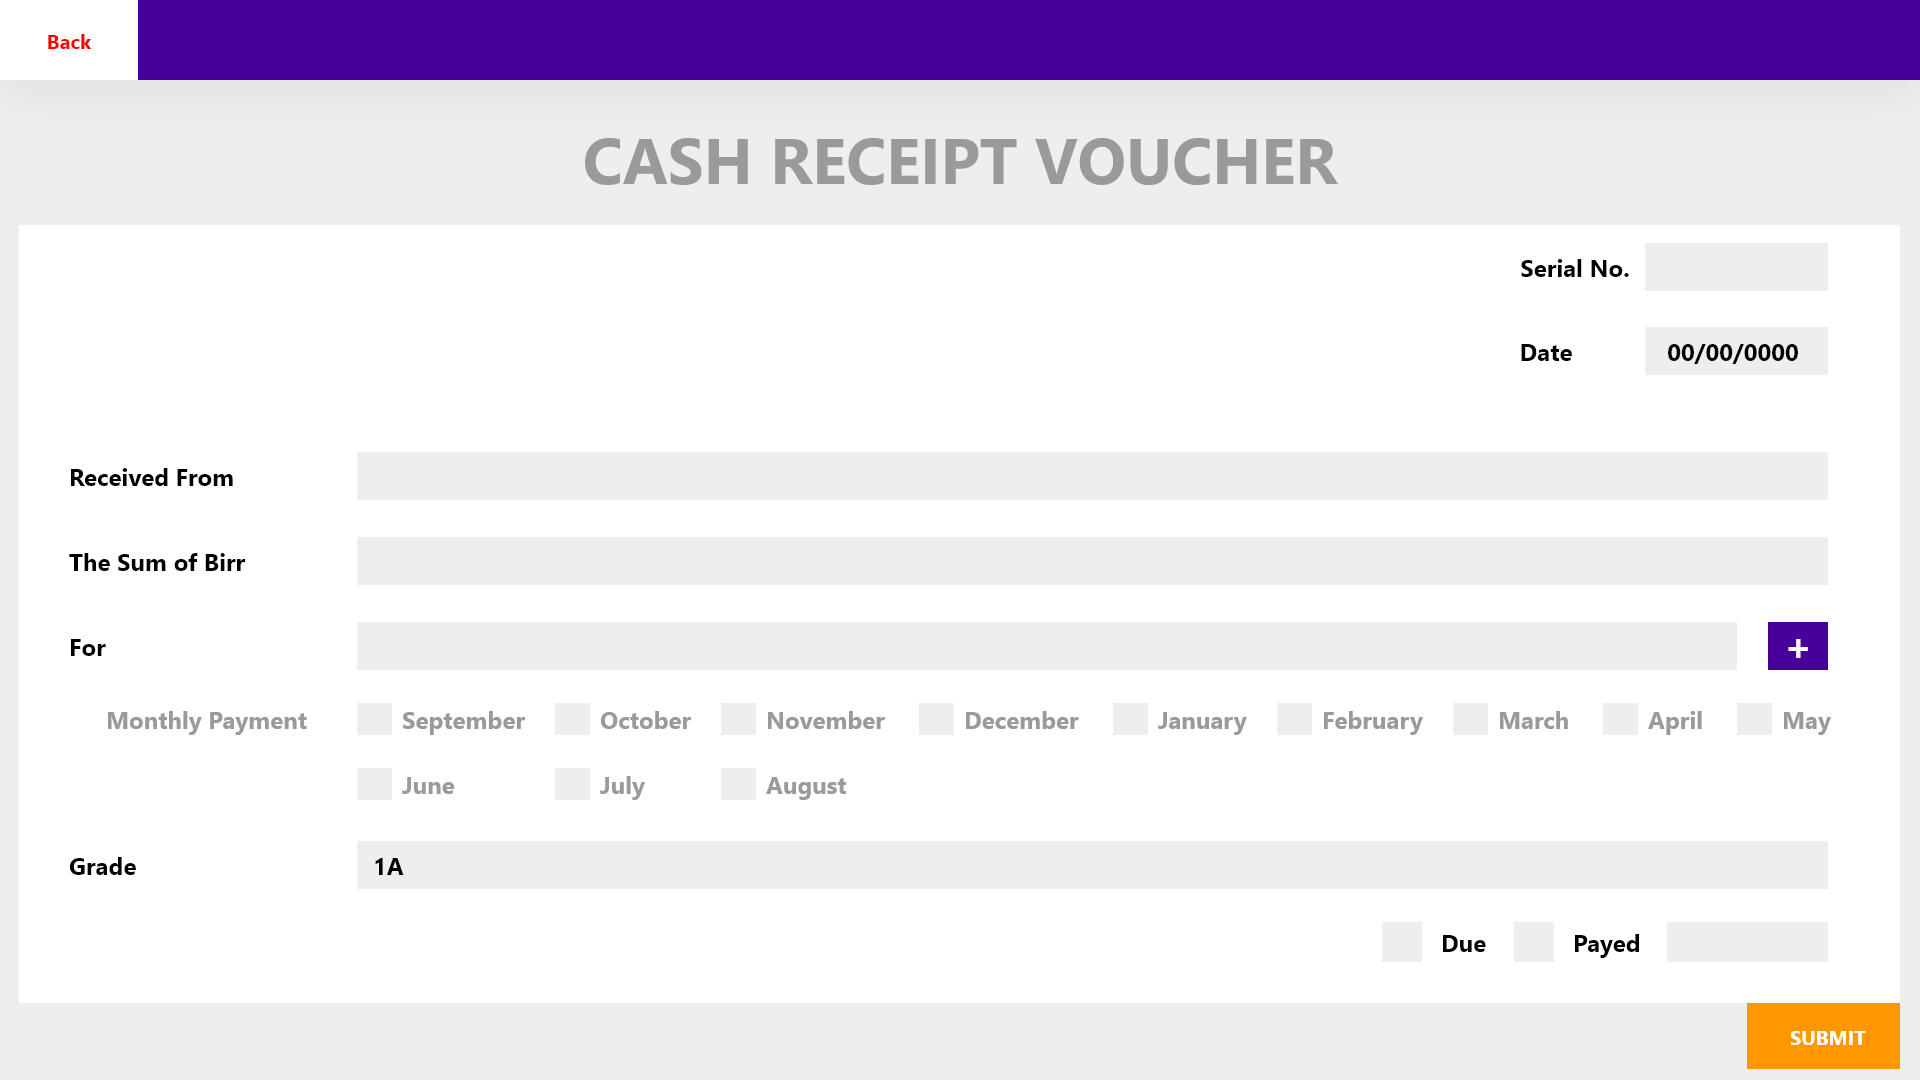 Back
CASH RECEIPT VOUCHER
Serial No.
Date 00/00/0000
Received From
The Sum of Birr
For +
Monthly Payment September October November December January February March April May
June July August
Grade 1A
Due Payed
SUBMIT